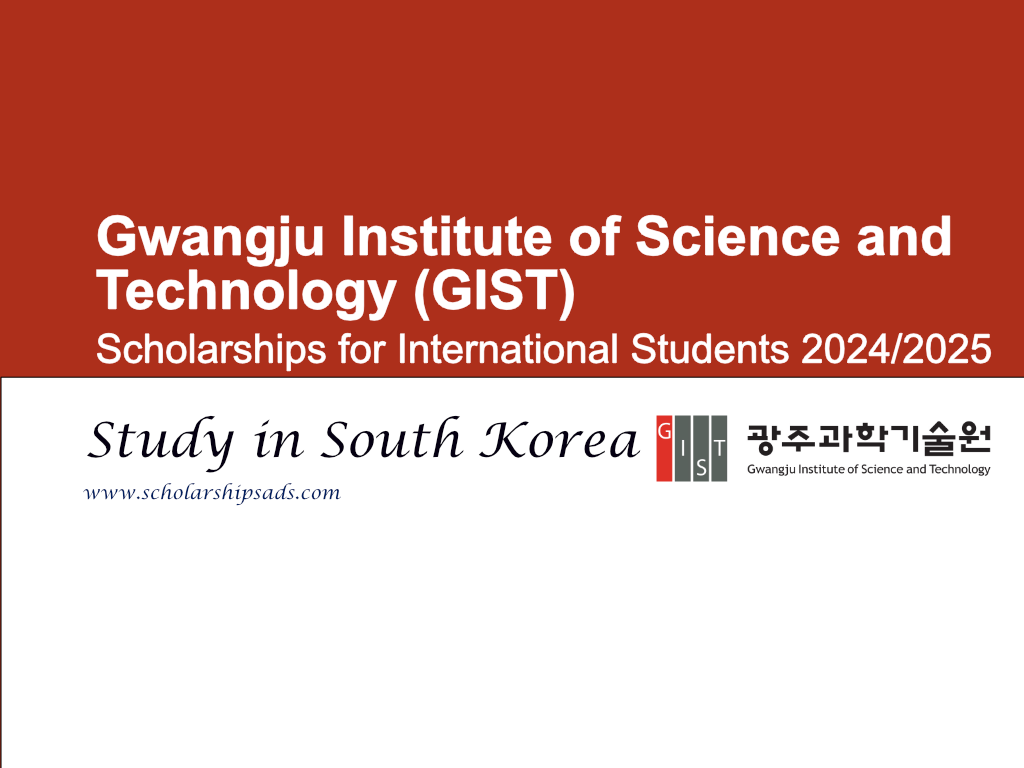 Gwangju Institute of Science and
Technology (GIST)
Scholarships for International Students 2024/2025
Study in South Korea
www.scholarshipsads.com
GIST
광주과학기술원
Gwangju Institute of Science and Technology